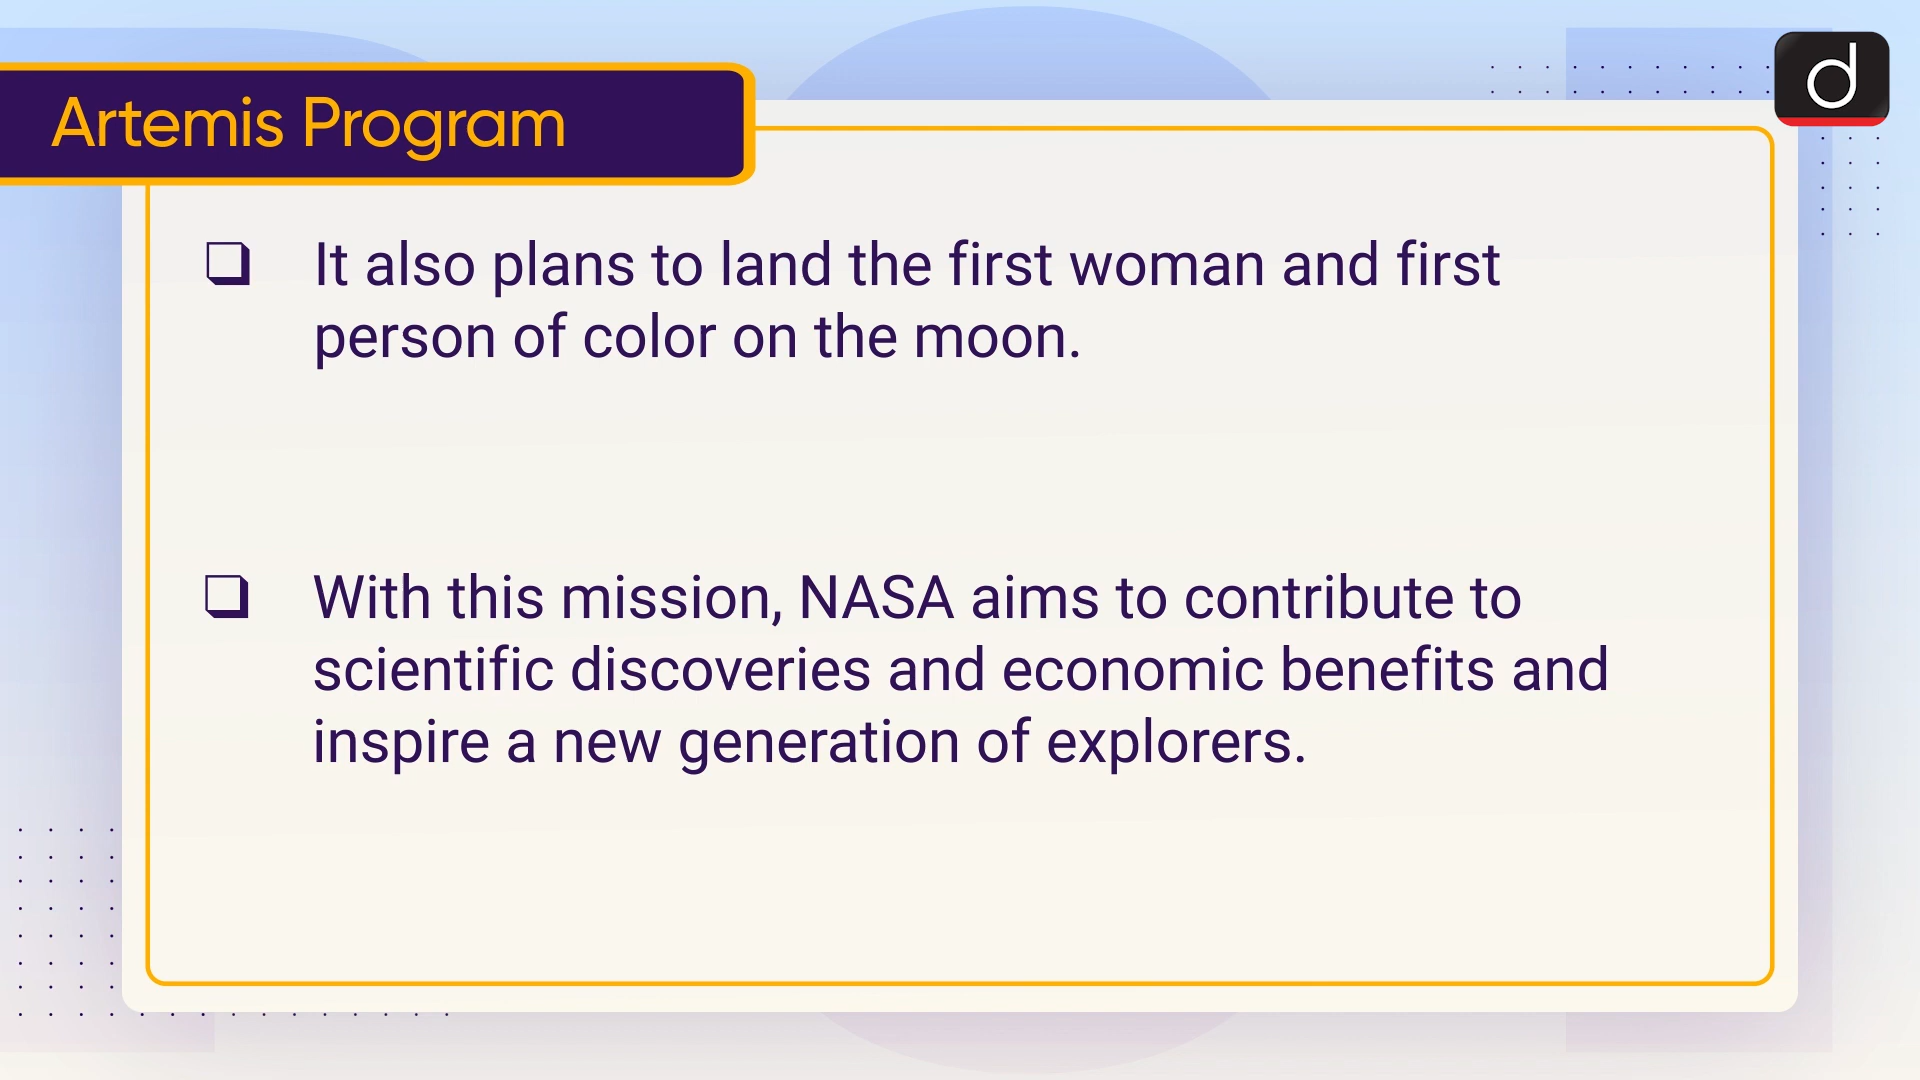 Artemis Program
d
❑ It also plans to land the first woman and first
person of color on the moon.
❑ With this mission, NASA aims to contribute to
scientific discoveries and economic benefits and
inspire a new generation of explorers.